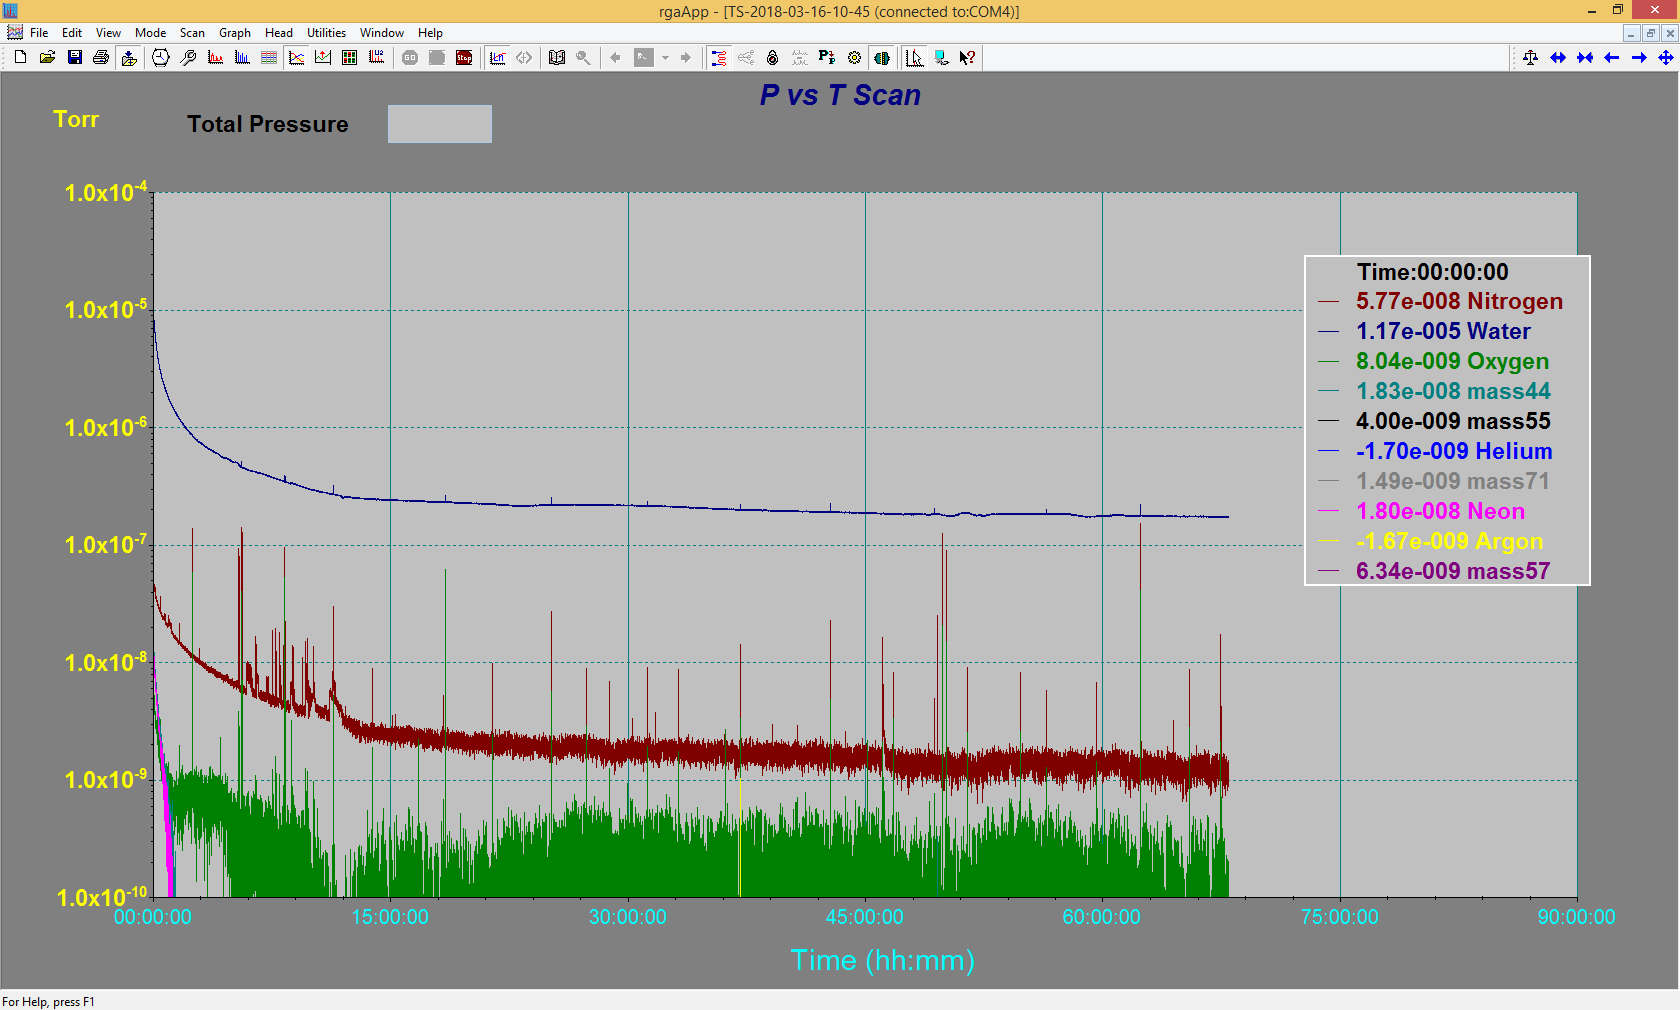 rgaApp - [TS-2018-03-16-10-45 (connected to:COM4)]
File Edit View Mode Scan Graph Head Utilities Window Help
GO Stop
P vs T Scan
Torr
Total Pressure
1.0x10-4
1.0x10-5
1.0x10-6
1.0x10-7
1.0x10-8
1.0x10-9
1.0x10-10
Time:00:00:00
5.77e-008 Nitrogen
1.17e-005 Water
8.04e-009 Oxygen
1.83e-008 mass44
4.00e-009 mass55
-1.70e-009 Helium
1.49e-009 mass71
1.80e-008 Neon
-1.67e-009 Argon
6.34e-009 mass57
00:00:00 15:00:00 30:00:00 45:00:00 60:00:00 75:00:00 90:00:00
Time (hh:mm)
For Help, press F1